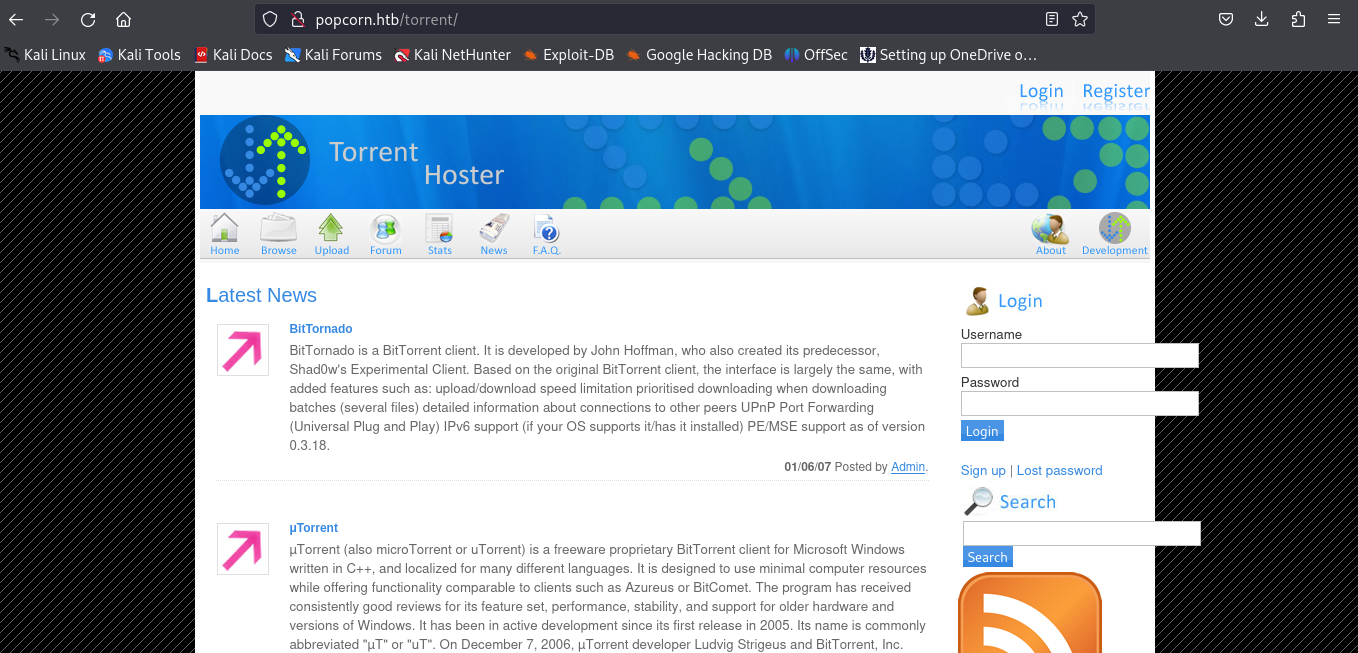 popcorn.htb/torrent/
Kali Linux Kali Tools Kali Docs Kali Forums Kali NetHunter Exploit-DB Google Hacking DB OffSec Setting up OneDrive o…
Login Register
Torrent
Hoster
Home Browse Upload Forum Stats News F.A.Q. About Development
Latest News
BitTornado
BitTornado is a BitTorrent client. It is developed by John Hoffman, who also created its predecessor,
Shad0w's Experimental Client. Based on the original BitTorrent client, the interface is largely the same, with
added features such as: upload/download speed limitation prioritised downloading when downloading
batches (several files) detailed information about connections to other peers UPnP Port Forwarding
(Universal Plug and Play) IPv6 support (if your OS supports it/has it installed) PE/MSE support as of version
0.3.18.
01/06/07 Posted by Admin.
µTorrent
µTorrent (also microTorrent or uTorrent) is a freeware proprietary BitTorrent client for Microsoft Windows
written in C++, and localized for many different languages. It is designed to use minimal computer resources
while offering functionality comparable to clients such as Azureus or BitComet. The program has received
consistently good reviews for its feature set, performance, stability, and support for older hardware and
versions of Windows. It has been in active development since its first release in 2005. Its name is commonly
abbreviated "µT" or "uT". On December 7, 2006, µTorrent developer Ludvig Strigeus and BitTorrent, Inc.
Login
Username
Password
Login
Sign up | Lost password
Search
Search